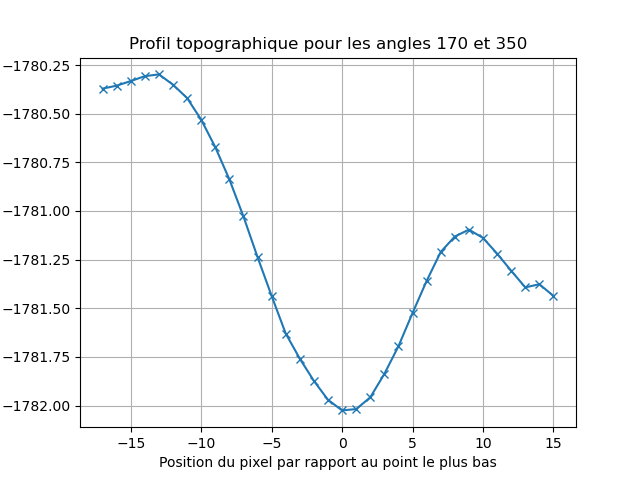 Profil topographique pour les angles 170 et 350
−1780.25
−1780.50
−1780.75
−1781.00
−1781.25
−1781.50
−1781.75
−1782.00
−15 −10 −5 0 5 10 15
Position du pixel par rapport au point le plus bas